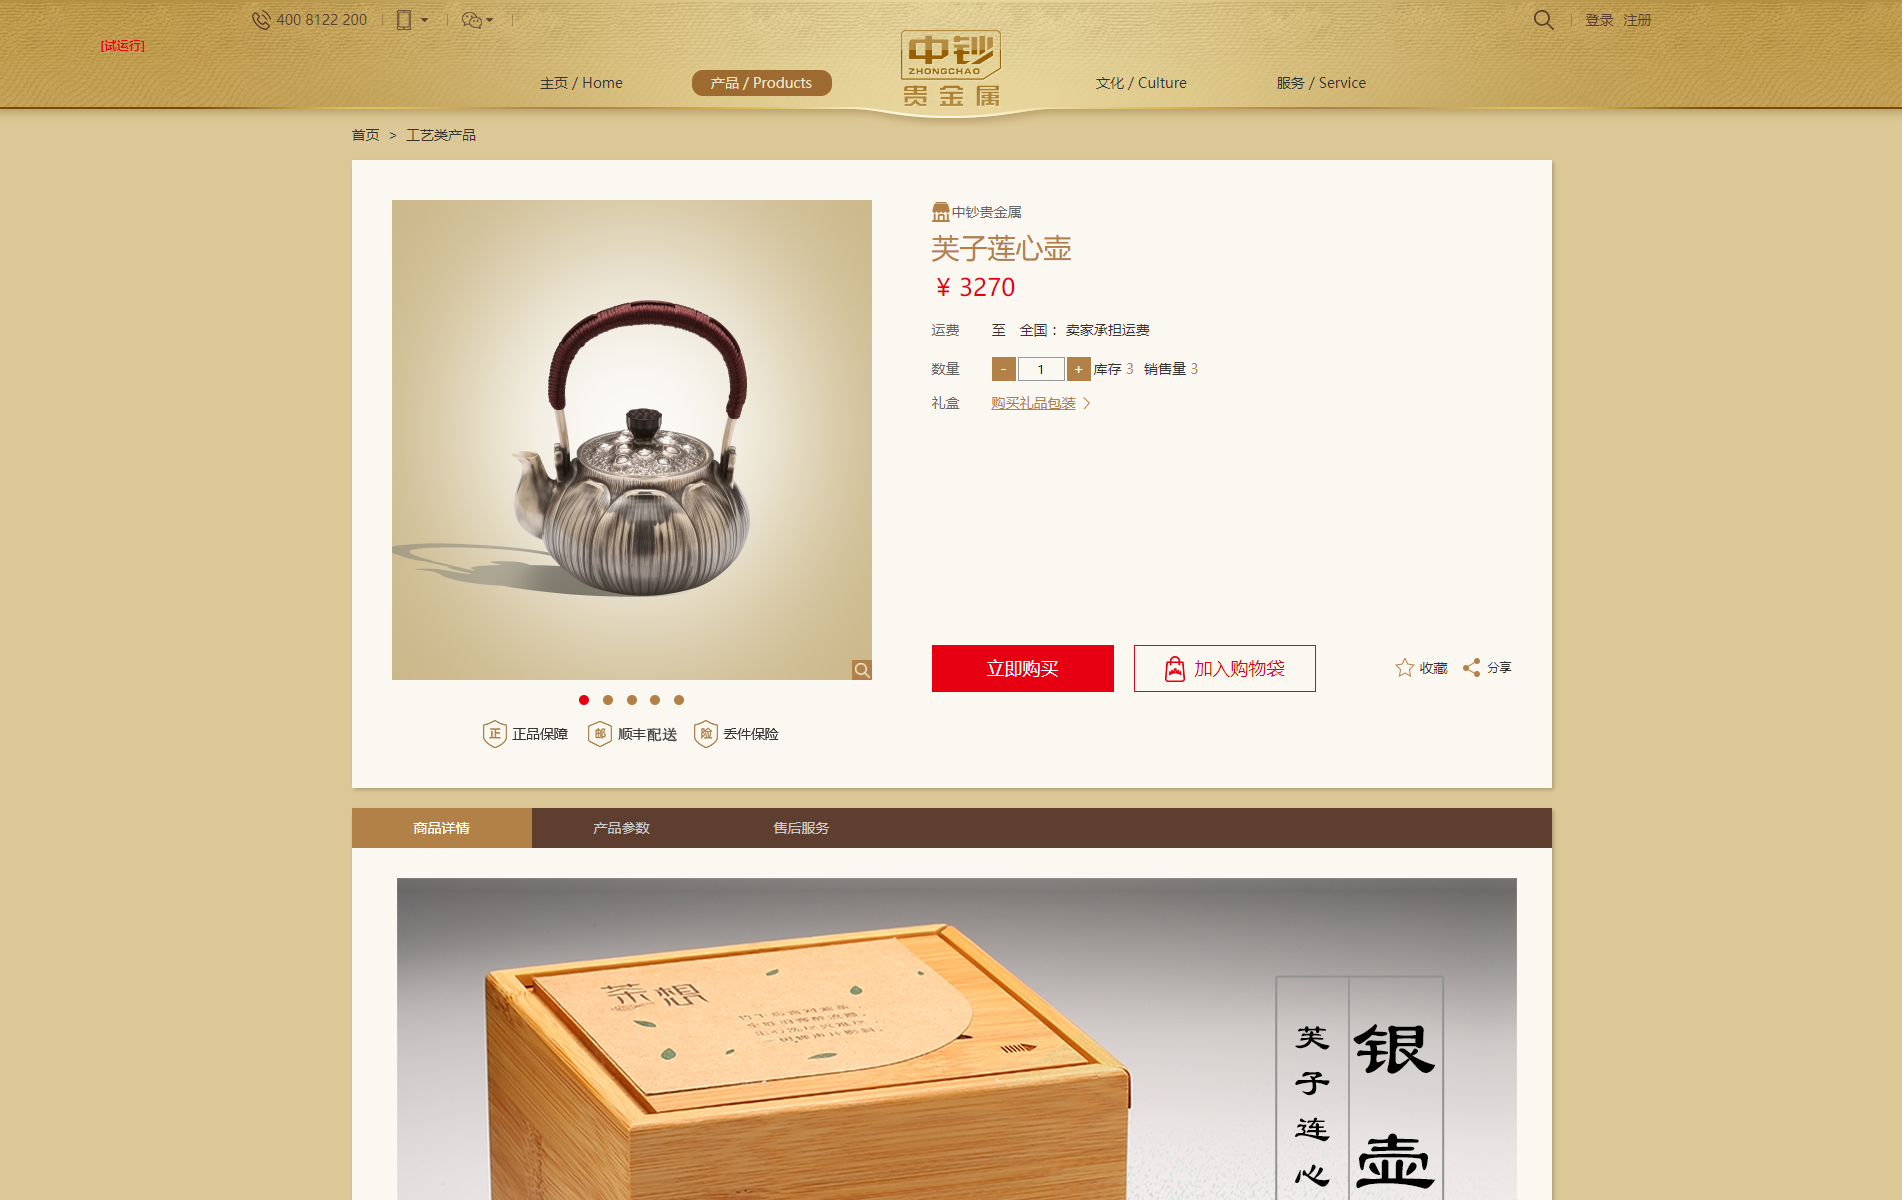 400 8122 200
登录 注册
[试运行]
主页 / Home
产品 / Products
中钞
ZHONGCHAO
贵金属
文化 / Culture
服务 / Service
首页 > 工艺类产品
中钞贵金属
芙子莲心壶
¥ 3270
运费 至 全国： 卖家承担运费
数量 - 1 + 库存 3 销售量 3
礼盒 购买礼品包装 >
立即购买
加入购物袋
收藏
分享
正 正品保障
邮 顺丰配送
险 丢件保险
商品详情
产品参数
售后服务
茶想
银壶
芙子连心